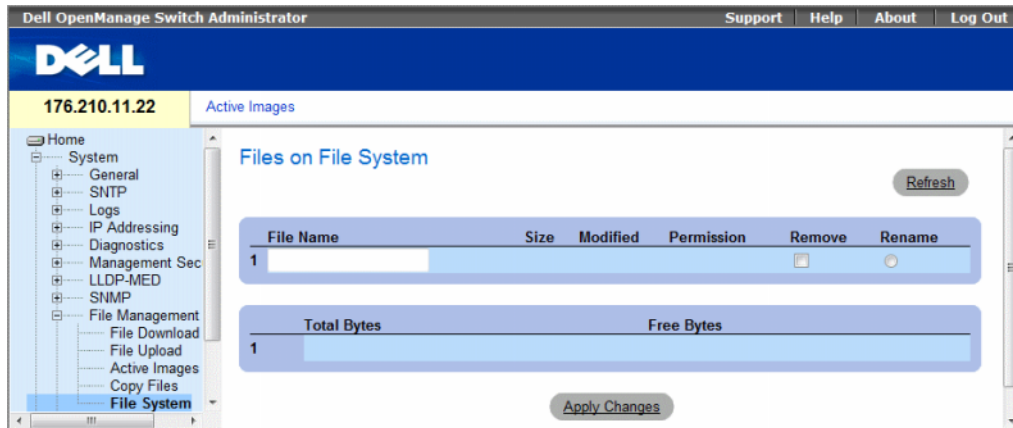 Dell OpenManage Switch Administrator
Support Help About Log Out
DELL
176.210.11.22
Active Images
Home
System
General
SNTP
Logs
IP Addressing
Diagnostics
Management Sec
LLDP-MED
SNMP
File Management
File Download
File Upload
Active Images
Copy Files
File System
Files on File System
Refresh
File Name Size Modified Permission Remove Rename
1
Total Bytes Free Bytes
1
Apply Changes